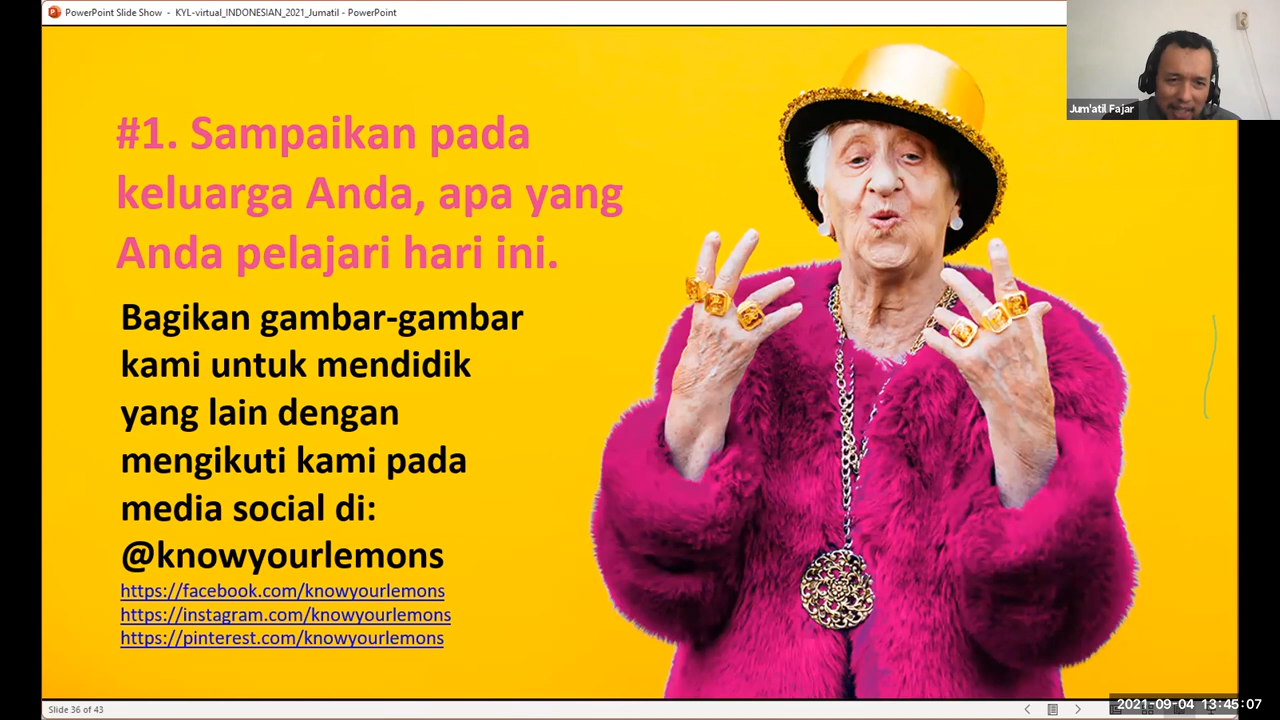 PowerPoint Slide Show - KYL-virtual_INDONESIAN_2021_Jumatil - PowerPoint
Jum'atil Fajar
#1. Sampaikan pada
keluarga Anda, apa yang
Anda pelajari hari ini.
Bagikan gambar-gambar
kami untuk mendidik
yang lain dengan
mengikuti kami pada
media social di:
@knowyourlemons
https://facebook.com/knowyourlemons
https://instagram.com/knowyourlemons
https://pinterest.com/knowyourlemons
Slide 36 of 43
2021-09-04 13:45:07